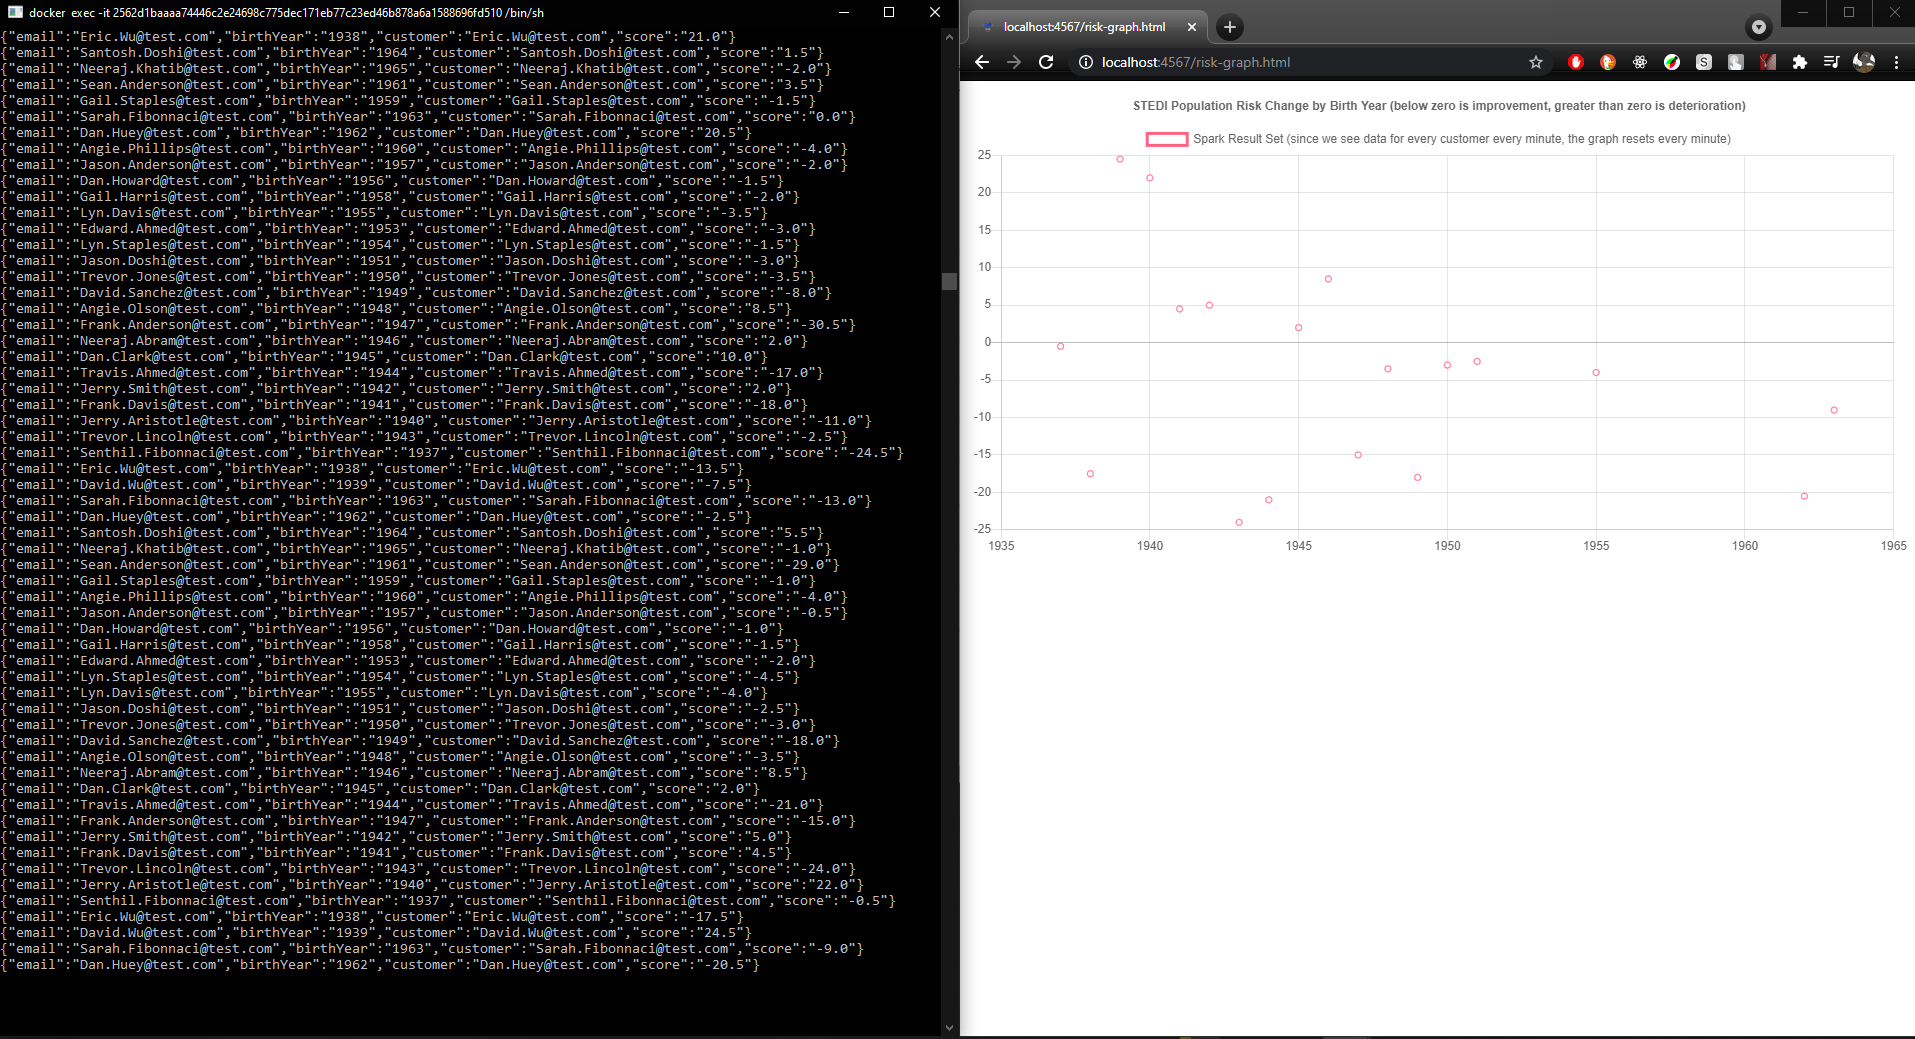 docker exec -it 2562d1baaaa74446c2e24698c775dec171eb77c23ed46b878a6a1588696fd510 /bin/sh
{"email":"Eric.Wu@test.com","birthYear":"1938","customer":"Eric.Wu@test.com","score":"21.0"}
{"email":"Santosh.Doshi@test.com","birthYear":"1964","customer":"Santosh.Doshi@test.com","score":"1.5"}
{"email":"Neeraj.Khatib@test.com","birthYear":"1965","customer":"Neeraj.Khatib@test.com","score":"-2.0"}
{"email":"Sean.Anderson@test.com","birthYear":"1961","customer":"Sean.Anderson@test.com","score":"3.5"}
{"email":"Gail.Staples@test.com","birthYear":"1959","customer":"Gail.Staples@test.com","score":"-1.5"}
{"email":"Sarah.Fibonnaci@test.com","birthYear":"1963","customer":"Sarah.Fibonnaci@test.com","score":"0.0"}
{"email":"Dan.Huey@test.com","birthYear":"1962","customer":"Dan.Huey@test.com","score":"20.5"}
{"email":"Angie.Phillips@test.com","birthYear":"1960","customer":"Angie.Phillips@test.com","score":"-4.0"}
{"email":"Jason.Anderson@test.com","birthYear":"1957","customer":"Jason.Anderson@test.com","score":"-2.0"}
{"email":"Dan.Howard@test.com","birthYear":"1956","customer":"Dan.Howard@test.com","score":"-1.5"}
{"email":"Gail.Harris@test.com","birthYear":"1958","customer":"Gail.Harris@test.com","score":"-2.0"}
{"email":"Lyn.Davis@test.com","birthYear":"1955","customer":"Lyn.Davis@test.com","score":"-3.5"}
{"email":"Edward.Ahmed@test.com","birthYear":"1953","customer":"Edward.Ahmed@test.com","score":"-3.0"}
{"email":"Lyn.Staples@test.com","birthYear":"1954","customer":"Lyn.Staples@test.com","score":"-1.5"}
{"email":"Jason.Doshi@test.com","birthYear":"1951","customer":"Jason.Doshi@test.com","score":"-3.0"}
{"email":"Trevor.Jones@test.com","birthYear":"1950","customer":"Trevor.Jones@test.com","score":"-3.5"}
{"email":"David.Sanchez@test.com","birthYear":"1949","customer":"David.Sanchez@test.com","score":"-8.0"}
{"email":"Angie.Olson@test.com","birthYear":"1948","customer":"Angie.Olson@test.com","score":"8.5"}
{"email":"Frank.Anderson@test.com","birthYear":"1947","customer":"Frank.Anderson@test.com","score":"-30.5"}
{"email":"Neeraj.Abram@test.com","birthYear":"1946","customer":"Neeraj.Abram@test.com","score":"2.0"}
{"email":"Dan.Clark@test.com","birthYear":"1945","customer":"Dan.Clark@test.com","score":"10.0"}
{"email":"Travis.Ahmed@test.com","birthYear":"1944","customer":"Travis.Ahmed@test.com","score":"-17.0"}
{"email":"Jerry.Smith@test.com","birthYear":"1942","customer":"Jerry.Smith@test.com","score":"2.0"}
{"email":"Frank.Davis@test.com","birthYear":"1941","customer":"Frank.Davis@test.com","score":"-18.0"}
{"email":"Jerry.Aristotle@test.com","birthYear":"1940","customer":"Jerry.Aristotle@test.com","score":"-11.0"}
{"email":"Trevor.Lincoln@test.com","birthYear":"1943","customer":"Trevor.Lincoln@test.com","score":"-2.5"}
{"email":"Senthil.Fibonnaci@test.com","birthYear":"1937","customer":"Senthil.Fibonnaci@test.com","score":"-24.5"}
{"email":"Eric.Wu@test.com","birthYear":"1938","customer":"Eric.Wu@test.com","score":"-13.5"}
{"email":"David.Wu@test.com","birthYear":"1939","customer":"David.Wu@test.com","score":"-7.5"}
{"email":"Sarah.Fibonnaci@test.com","birthYear":"1963","customer":"Sarah.Fibonnaci@test.com","score":"-13.0"}
{"email":"Dan.Huey@test.com","birthYear":"1962","customer":"Dan.Huey@test.com","score":"-2.5"}
{"email":"Santosh.Doshi@test.com","birthYear":"1964","customer":"Santosh.Doshi@test.com","score":"5.5"}
{"email":"Neeraj.Khatib@test.com","birthYear":"1965","customer":"Neeraj.Khatib@test.com","score":"-1.0"}
{"email":"Sean.Anderson@test.com","birthYear":"1961","customer":"Sean.Anderson@test.com","score":"-29.0"}
{"email":"Gail.Staples@test.com","birthYear":"1959","customer":"Gail.Staples@test.com","score":"-1.0"}
{"email":"Angie.Phillips@test.com","birthYear":"1960","customer":"Angie.Phillips@test.com","score":"-4.0"}
{"email":"Jason.Anderson@test.com","birthYear":"1957","customer":"Jason.Anderson@test.com","score":"-0.5"}
{"email":"Dan.Howard@test.com","birthYear":"1956","customer":"Dan.Howard@test.com","score":"-1.0"}
{"email":"Gail.Harris@test.com","birthYear":"1958","customer":"Gail.Harris@test.com","score":"-1.5"}
{"email":"Edward.Ahmed@test.com","birthYear":"1953","customer":"Edward.Ahmed@test.com","score":"-2.0"}
{"email":"Lyn.Staples@test.com","birthYear":"1954","customer":"Lyn.Staples@test.com","score":"-4.5"}
{"email":"Lyn.Davis@test.com","birthYear":"1955","customer":"Lyn.Davis@test.com","score":"-4.0"}
{"email":"Jason.Doshi@test.com","birthYear":"1951","customer":"Jason.Doshi@test.com","score":"-2.5"}
{"email":"Trevor.Jones@test.com","birthYear":"1950","customer":"Trevor.Jones@test.com","score":"-3.0"}
{"email":"David.Sanchez@test.com","birthYear":"1949","customer":"David.Sanchez@test.com","score":"-18.0"}
{"email":"Angie.Olson@test.com","birthYear":"1948","customer":"Angie.Olson@test.com","score":"-3.5"}
{"email":"Neeraj.Abram@test.com","birthYear":"1946","customer":"Neeraj.Abram@test.com","score":"8.5"}
{"email":"Dan.Clark@test.com","birthYear":"1945","customer":"Dan.Clark@test.com","score":"2.0"}
{"email":"Travis.Ahmed@test.com","birthYear":"1944","customer":"Travis.Ahmed@test.com","score":"-21.0"}
{"email":"Frank.Anderson@test.com","birthYear":"1947","customer":"Frank.Anderson@test.com","score":"-15.0"}
{"email":"Jerry.Smith@test.com","birthYear":"1942","customer":"Jerry.Smith@test.com","score":"5.0"}
{"email":"Frank.Davis@test.com","birthYear":"1941","customer":"Frank.Davis@test.com","score":"4.5"}
{"email":"Trevor.Lincoln@test.com","birthYear":"1943","customer":"Trevor.Lincoln@test.com","score":"-24.0"}
{"email":"Jerry.Aristotle@test.com","birthYear":"1940","customer":"Jerry.Aristotle@test.com","score":"22.0"}
{"email":"Senthil.Fibonnaci@test.com","birthYear":"1937","customer":"Senthil.Fibonnaci@test.com","score":"-0.5"}
{"email":"Eric.Wu@test.com","birthYear":"1938","customer":"Eric.Wu@test.com","score":"-17.5"}
{"email":"David.Wu@test.com","birthYear":"1939","customer":"David.Wu@test.com","score":"24.5"}
{"email":"Sarah.Fibonnaci@test.com","birthYear":"1963","customer":"Sarah.Fibonnaci@test.com","score":"-9.0"}
{"email":"Dan.Huey@test.com","birthYear":"1962","customer":"Dan.Huey@test.com","score":"-20.5"}
localhost:4567/risk-graph.html
localhost:4567/risk-graph.html
S
STEDI Population Risk Change by Birth Year (below zero is improvement, greater than zero is deterioration)
Spark Result Set (since we see data for every customer every minute, the graph resets every minute)
25
20
15
10
5
0
-5
-10
-15
-20
-25
1935 1940 1945 1950 1955 1960 1965